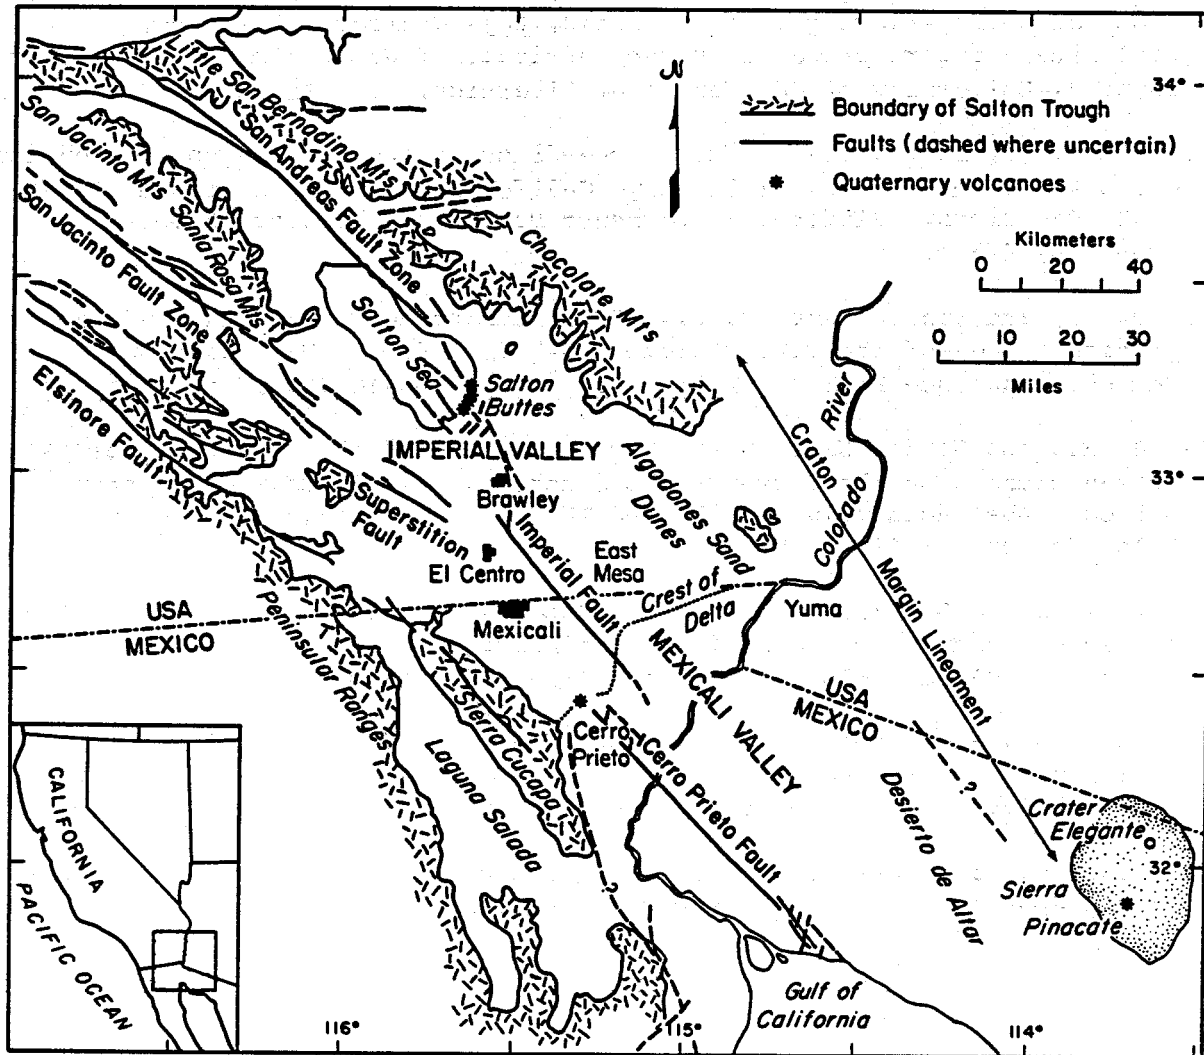 Little San Bernadino Mts
San Andreas Fault Zone
San Jacinto Mts
Santa Rosa Mts
San Jacinto Fault Zone
Elsinore Fault
N
Boundary of Salton Trough
Faults (dashed where uncertain)
Quaternary volcanoes
Kilometers
0 20 40
0 10 20 30
Miles
34°
Chocolate Mts
Salton Sea
Salton
Buttes
IMPERIAL VALLEY
Brawley
Superstition
Fault
El Centro
Imperial Fault
East
Mesa
Algodones Sand
Dunes
Colorado River
33°
Craton Margin Lineament
Crest of
Delta
Yuma
USA
MEXICO
Mexicali
Peninsular Ranges
MEXICALI VALLEY
USA
MEXICO
Sierra Cucapa
Laguna Salada
Cerro
Prieto
Cerro Prieto Fault
?
?
Desierto de Altar
Crater
Elegante
32°
Sierra
Pinacate
Gulf of
California
116°
115°
114°
CALIFORNIA
PACIFIC OCEAN